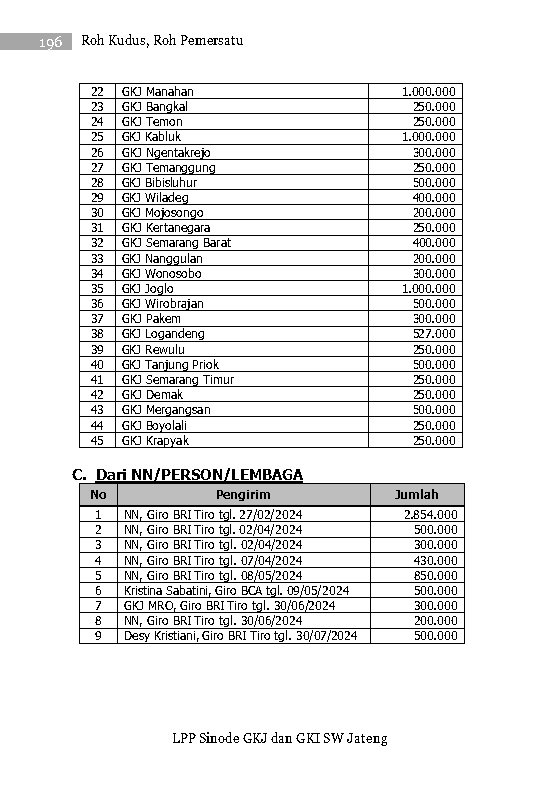 196 Roh Kudus, Roh Pemersatu
22 GKJ Manahan 1.000.000
23 GKJ Bangkal 250.000
24 GKJ Temon 250.000
25 GKJ Kabluk 1.000.000
26 GKJ Ngentakrejo 300.000
27 GKJ Temanggung 250.000
28 GKJ Bibisluhur 500.000
29 GKJ Wiladeg 400.000
30 GKJ Mojosongo 200.000
31 GKJ Kertanegara 250.000
32 GKJ Semarang Barat 400.000
33 GKJ Nanggulan 200.000
34 GKJ Wonosobo 300.000
35 GKJ Joglo 1.000.000
36 GKJ Wirobrajan 500.000
37 GKJ Pakem 300.000
38 GKJ Logandeng 527.000
39 GKJ Rewulu 250.000
40 GKJ Tanjung Priok 500.000
41 GKJ Semarang Timur 250.000
42 GKJ Demak 250.000
43 GKJ Mergangsan 500.000
44 GKJ Boyolali 250.000
45 GKJ Krapyak 250.000
C. Dari NN/PERSON/LEMBAGA
No Pengirim Jumlah
1 NN, Giro BRI Tiro tgl. 27/02/2024 2.854.000
2 NN, Giro BRI Tiro tgl. 02/04/2024 500.000
3 NN, Giro BRI Tiro tgl. 02/04/2024 300.000
4 NN, Giro BRI Tiro tgl. 07/04/2024 430.000
5 NN, Giro BRI Tiro tgl. 08/05/2024 850.000
6 Kristina Sabatini, Giro BCA tgl. 09/05/2024 500.000
7 GKJ MRO, Giro BRI Tiro tgl. 30/06/2024 300.000
8 NN, Giro BRI Tiro tgl. 30/06/2024 200.000
9 Desy Kristiani, Giro BRI Tiro tgl. 30/07/2024 500.000
LPP Sinode GKJ dan GKI SW Jateng